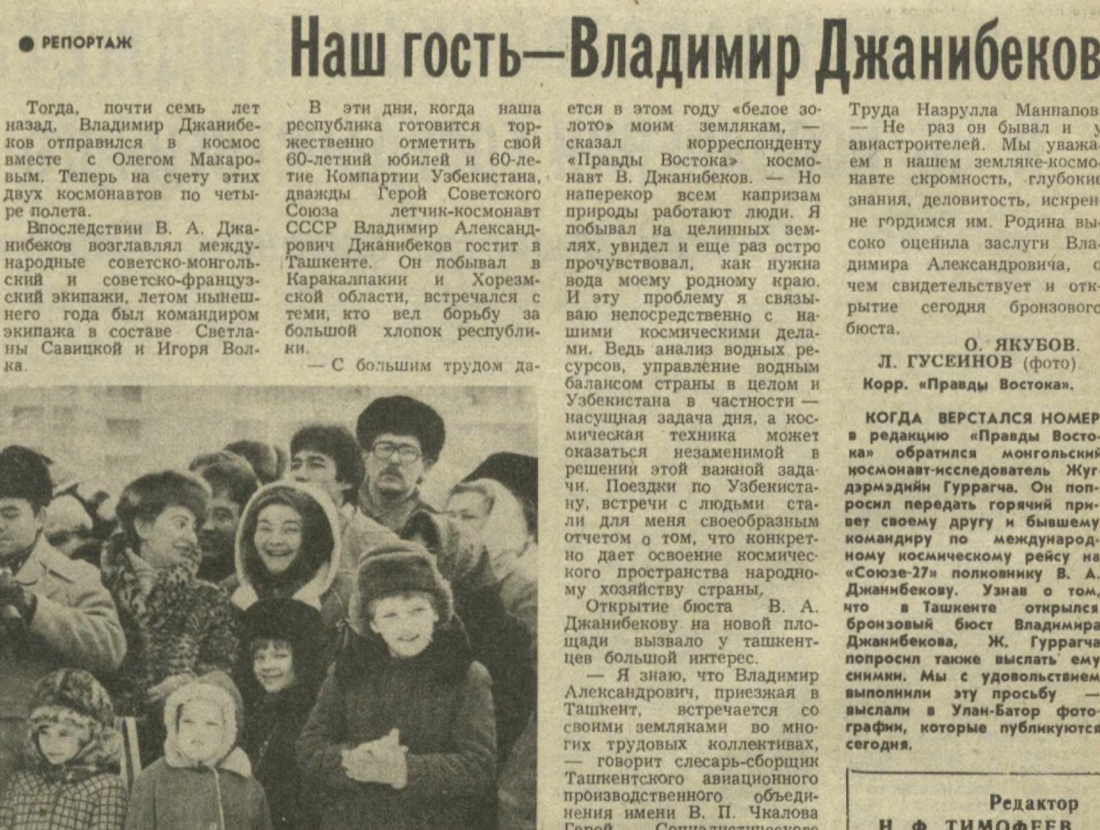 ● РЕПОРТАЖ
Наш гость—Владимир Джанибеков
Тогда, почти семь лет
назад, Владимир Джанибе-
ков отправился в космос
вместе с Олегом Макаро-
вым. Теперь на счету этих
двух космонавтов по четы-
ре полета.
Впоследствии В. А. Джа-
нибеков возглавлял между-
народные советско-монголь-
ский и советско-француз-
ский экипажи, летом нынеш-
него года был командиром
экипажа в составе Светла-
ны Савицкой и Игоря Вол-
ка.
В эти дни, когда наша
республика готовится тор-
жественно отметить свой
60-летний юбилей и 60-ле-
тие Компартии Узбекистана,
дважды Герой Советского
Союза летчик-космонавт
СССР Владимир Александ-
рович Джанибеков гостит в
Ташкенте. Он побывал в
Каракалпакии и Хорезм-
ской области, встречался с
теми, кто вел борьбу за
большой хлопок республи-
ки.
— С большим трудом да-
ется в этом году «белое зо-
лото» моим землякам, —
сказал корреспонденту
«Правды Востока» космо-
навт В. Джанибеков. — Но
наперекор всем капризам
природы работают люди. Я
побывал на целинных зем-
лях, увидел и еще раз остро
прочувствовал, как нужна
вода моему родному краю.
И эту проблему я связы-
ваю непосредственно с на-
шими космическими дела-
ми. Ведь анализ водных ре-
сурсов, управление водным
балансом страны в целом и
Узбекистана в частности —
насущная задача дня, а кос-
мическая техника может
оказаться незаменимой в
решении этой важной зада-
чи. Поездки по Узбекиста-
ну, встречи с людьми ста-
ли для меня своеобразным
отчетом о том, что конкрет-
но дает освоение космичес-
кого пространства народно-
му хозяйству страны,
Открытие бюста В. А.
Джанибекову на новой пло-
щади вызвало у ташкент-
цев большой интерес.
— Я знаю, что Владимир
Александрович, приезжая в
Ташкент, встречается со
своими земляками во мно-
гих трудовых коллективах,
— говорит слесарь-сборщик
Ташкентского авиационного
производственного объеди-
нения имени В. П. Чкалова
Герой Социалистического
Труда Назрулла Маннапов.
— Не раз он бывал и у
авиастроителей. Мы уважа-
ем в нашем земляке-космо-
навте скромность, глубокие
знания, деловитость, искрен-
не гордимся им. Родина вы-
соко оценила заслуги Вла-
димира Александровича, о
чем свидетельствует и отк-
рытие сегодня бронзового
бюста.
О. ЯКУБОВ.
Л. ГУСЕИНОВ (фото).
Корр. «Правды Востока».
КОГДА ВЕРСТАЛСЯ НОМЕР
в редакцию «Правды Восто-
ка» обратился монгольский
космонавт-исследователь Жуг-
дэрмэдийн Гуррагча. Он поп-
росил передать горячий при-
вет своему другу и бывшему
командиру по международ-
ному космическому рейсу на
«Союзе-27» полковнику В. А.
Джанибекову. Узнав о том,
что в Ташкенте открылся
бронзовый бюст Владимира
Джанибекова, Ж. Гуррагча
попросил также выслать ему
снимки. Мы с удовольствием
выполнили эту просьбу —
выслали в Улан-Батор фото-
графии, которые публикуются
сегодня.
Редактор
Н. Ф. ТИМОФЕЕВ